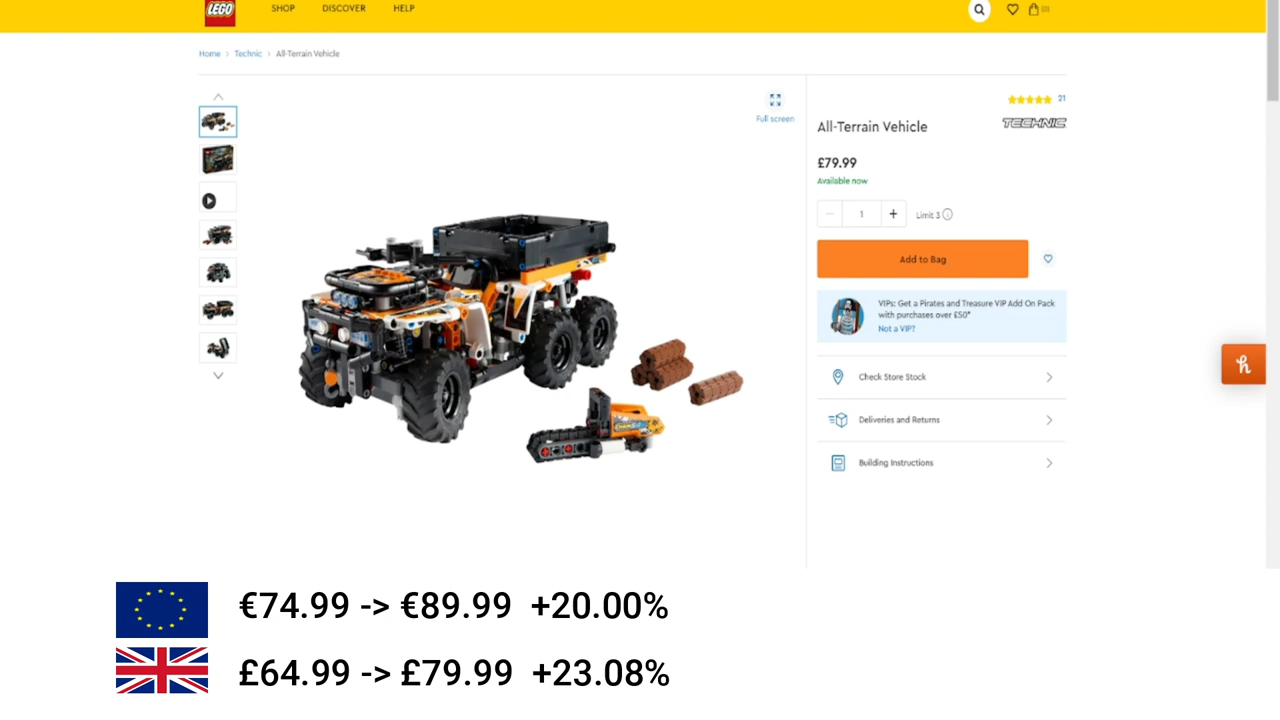 LEGO
SHOP DISCOVER HELP
Home > Technic > All-Terrain Vehicle
Full screen
21
All-Terrain Vehicle
TECHNIC
£79.99
Available now
1
Limit 3
Add to Bag
VIPs: Get a Pirates and Treasure VIP Add On Pack
with purchases over £50*
Not a VIP?
Check Store Stock
Deliveries and Returns
Building Instructions
h
€74.99 -> €89.99 +20.00%
£64.99 -> £79.99 +23.08%